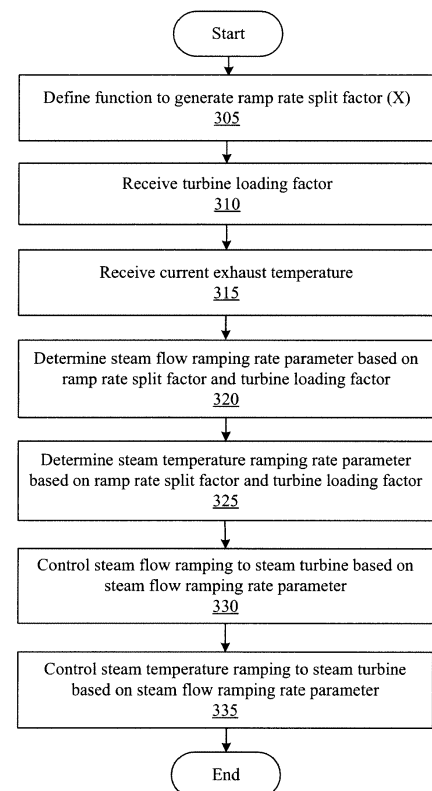 Start
Define function to generate ramp rate split factor (X)
305
Receive turbine loading factor
310
Receive current exhaust temperature
315
Determine steam flow ramping rate parameter based on
ramp rate split factor and turbine loading factor
320
Determine steam temperature ramping rate parameter
based on ramp rate split factor and turbine loading factor
325
Control steam flow ramping to steam turbine based on
steam flow ramping rate parameter
330
Control steam temperature ramping to steam turbine
based on steam flow ramping rate parameter
335
End